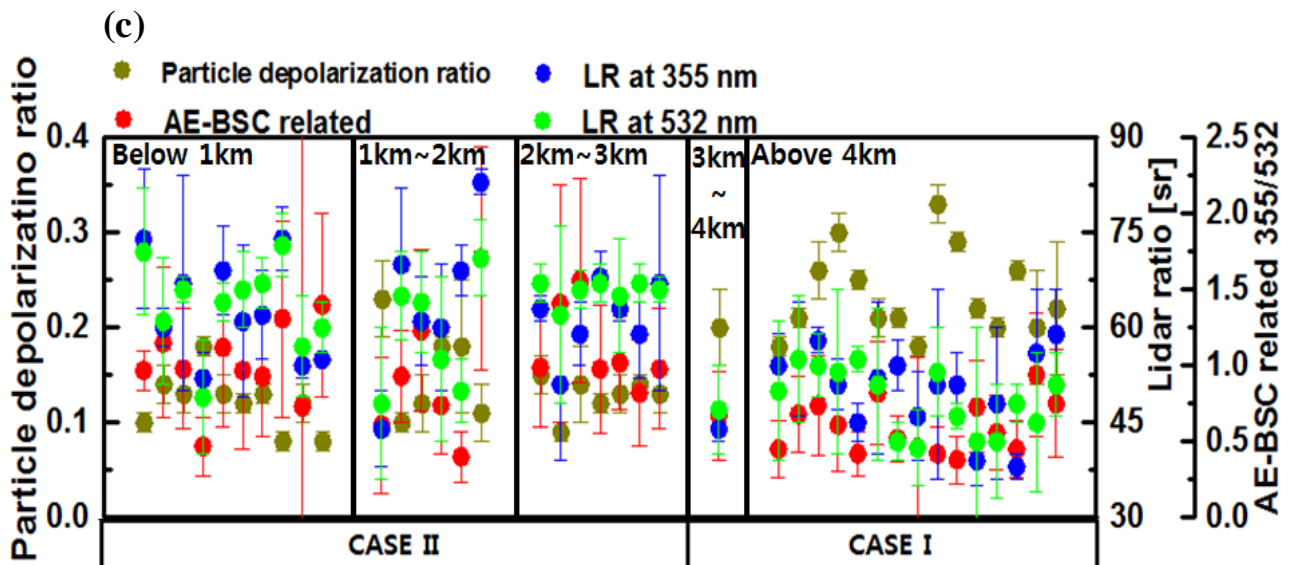 (c)
Particle depolarization ratio
LR at 355 nm
AE-BSC related
LR at 532 nm
Particle depolarizatino ratio
0.4
0.3
0.2
0.1
0.0
Below 1km
1km~2km
2km~3km
3km
~
4km
Above 4km
90
75
60
45
30
Lidar ratio [sr]
2.5
2.0
1.5
1.0
0.5
0.0
AE-BSC related 355/532
CASE II
CASE I